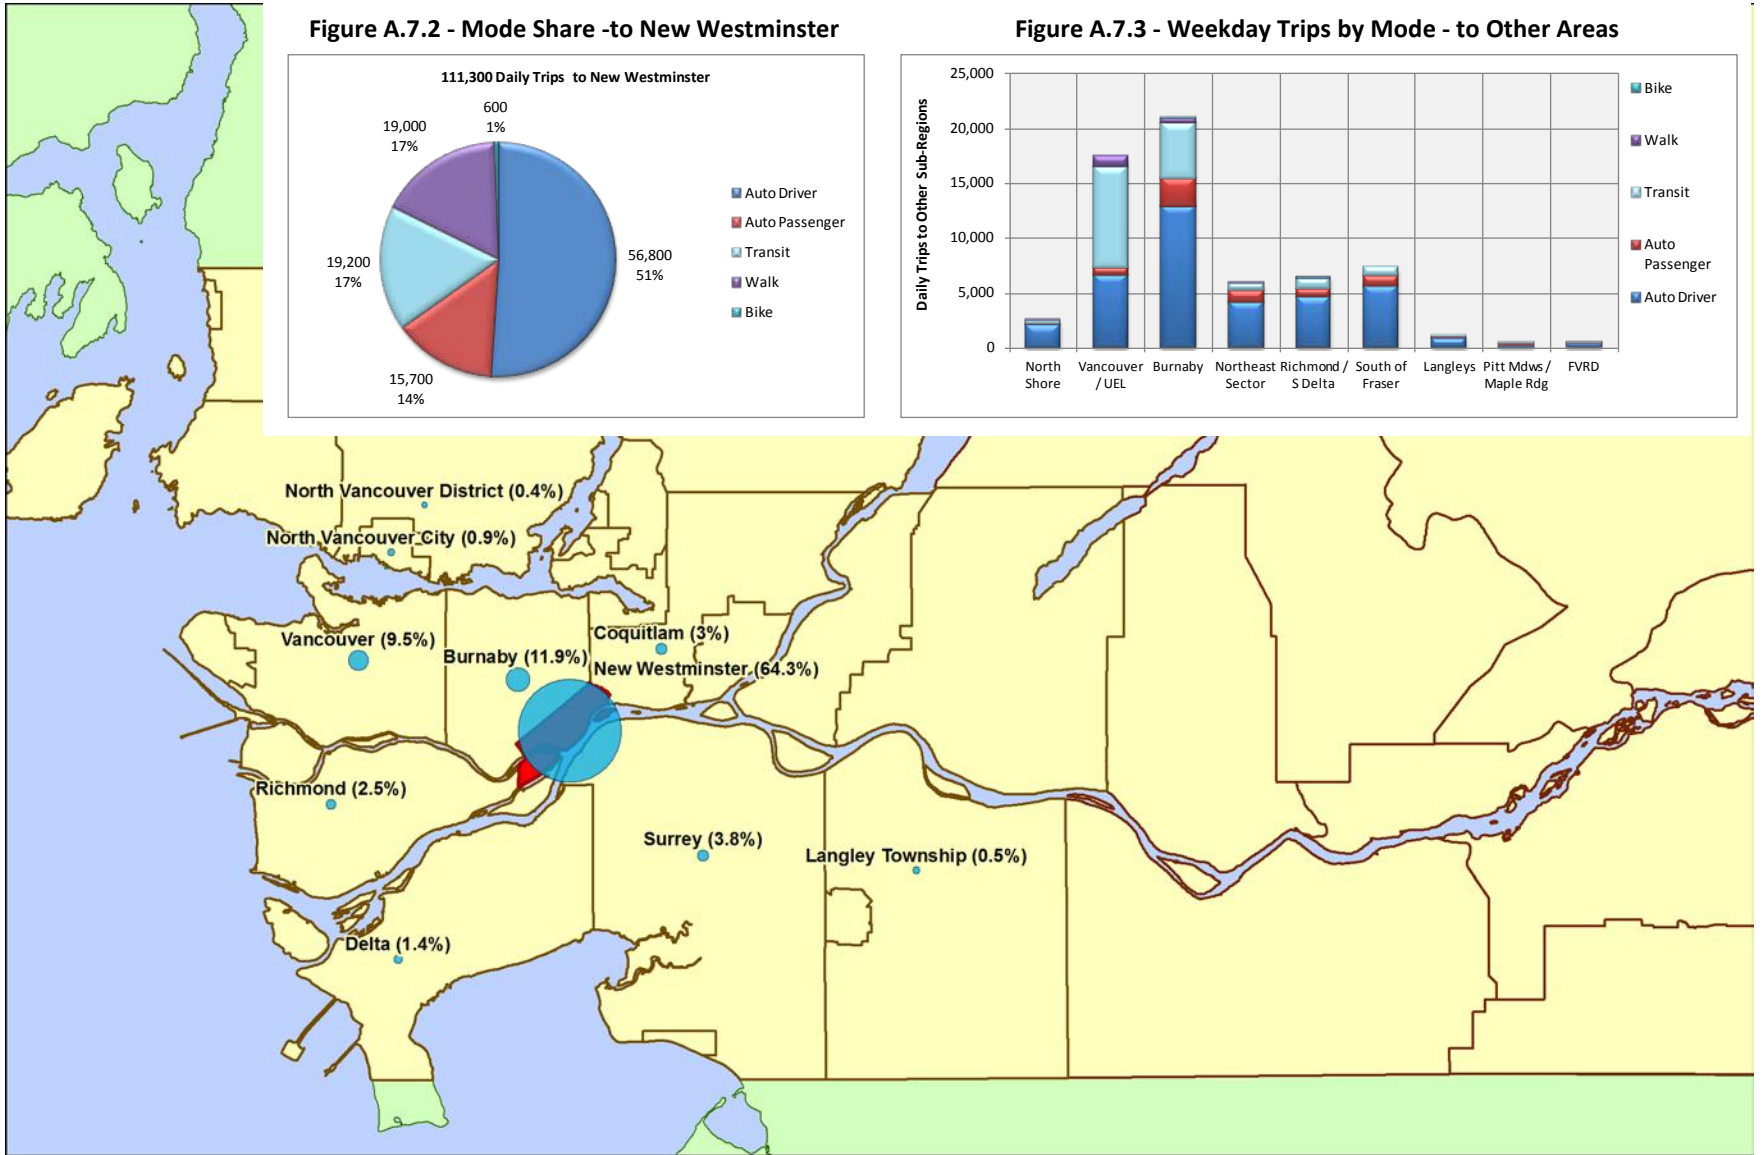 Figure A.7.2 - Mode Share -to New Westminster
111,300 Daily Trips to New Westminster
600
1%
19,000
17%
19,200
17%
15,700
14%
56,800
51%
Auto Driver
Auto Passenger
Transit
Walk
Bike
Figure A.7.3 - Weekday Trips by Mode - to Other Areas
Daily Trips to Other Sub-Regions
25,000
20,000
15,000
10,000
5,000
0
North
Shore
Vancouver
/ UEL
Burnaby
Northeast
Sector
Richmond /
S Delta
South of
Fraser
Langleys
Pitt Mdws /
Maple Rdg
FVRD
Bike
Walk
Transit
Auto
Passenger
Auto Driver
North Vancouver District (0.4%)
North Vancouver City (0.9%)
Vancouver (9.5%)
Burnaby (11.9%)
Coquitlam (3%)
New Westminster (64.3%)
Richmond (2.5%)
Surrey (3.8%)
Langley Township (0.5%)
Delta (1.4%)